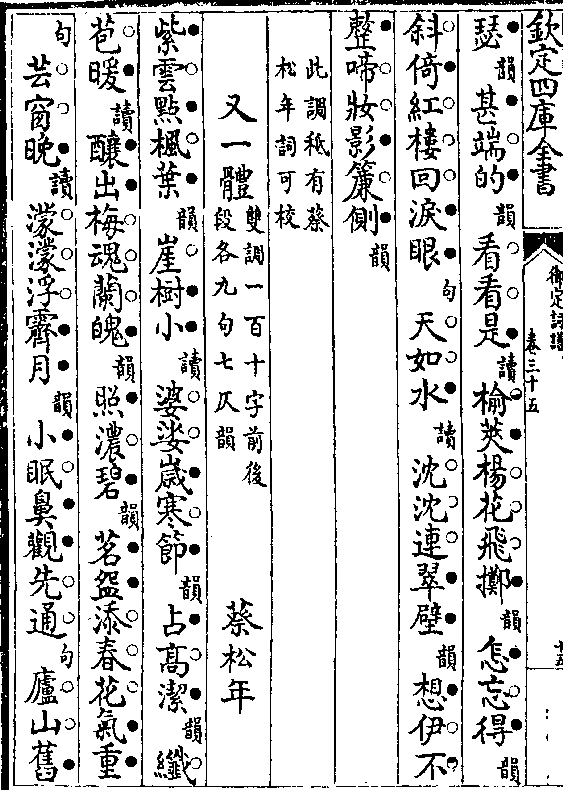 欽定四庫全書
御定詞譜
卷三十五
十五
瑟韻甚端的韻看看是讀榆莢楊花飛擲韻怎忘得韻
斜倚紅樓回淚眼句天如水讀沈沈連翠壁韻想伊不
整啼妝影簾側韻
此調秪有蔡
松年詞可校
又一體雙調一百十字前後
段各九句七仄韻
蔡松年
紫雲點楓葉韻崖樹小讀婆娑歲寒節韻占高潔韻纖
苞暖讀釀出梅魂蘭魄韻照濃碧韻茗盌添春花氣重
句芸窗晚讀濛濛浮霽月韻小眠鼻觀先通句廬山舊